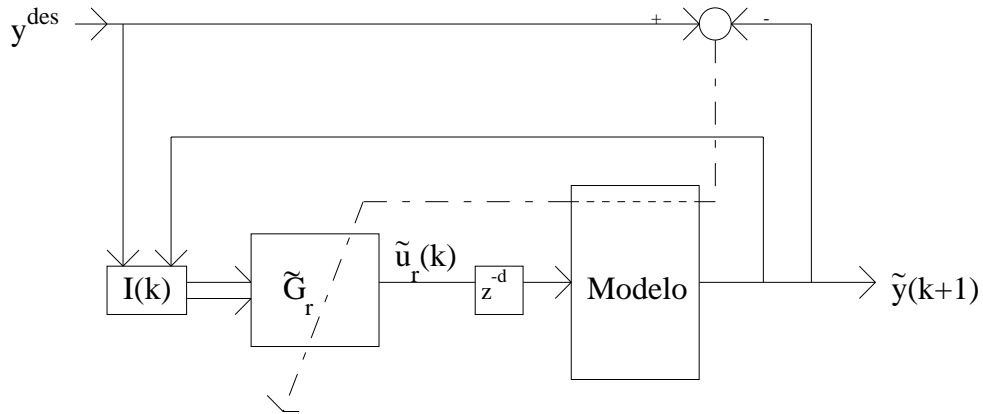 y^des
+
-
I(k)
G̃_r
ũ_r(k)
z^-d
Modelo
ỹ(k+1)